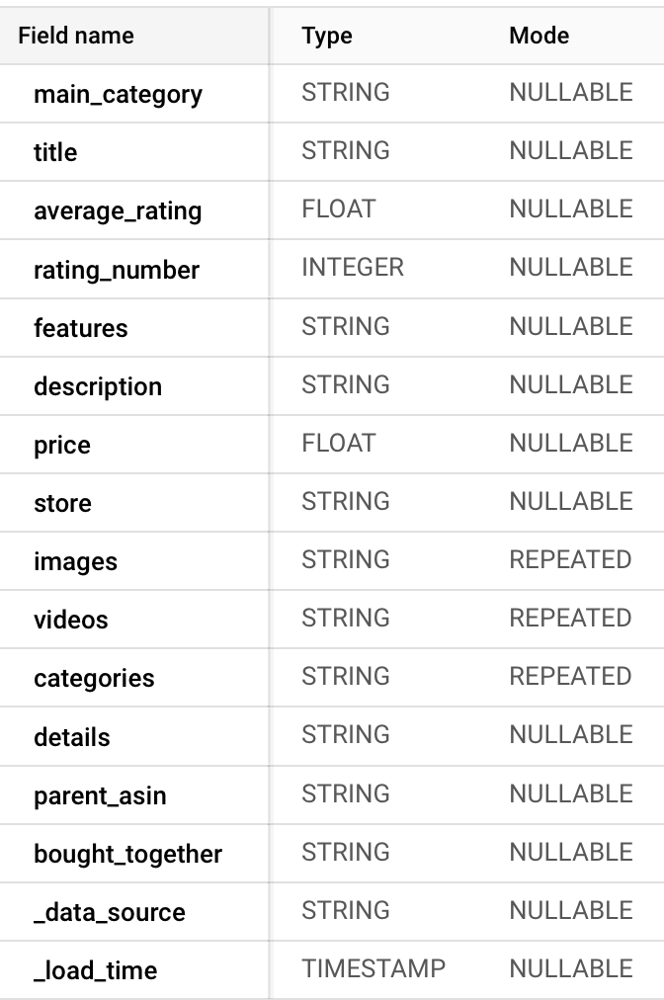 Field name Type Mode
main_category STRING NULLABLE
title STRING NULLABLE
average_rating FLOAT NULLABLE
rating_number INTEGER NULLABLE
features STRING NULLABLE
description STRING NULLABLE
price FLOAT NULLABLE
store STRING NULLABLE
images STRING REPEATED
videos STRING REPEATED
categories STRING REPEATED
details STRING NULLABLE
parent_asin STRING NULLABLE
bought_together STRING NULLABLE
_data_source STRING NULLABLE
_load_time TIMESTAMP NULLABLE